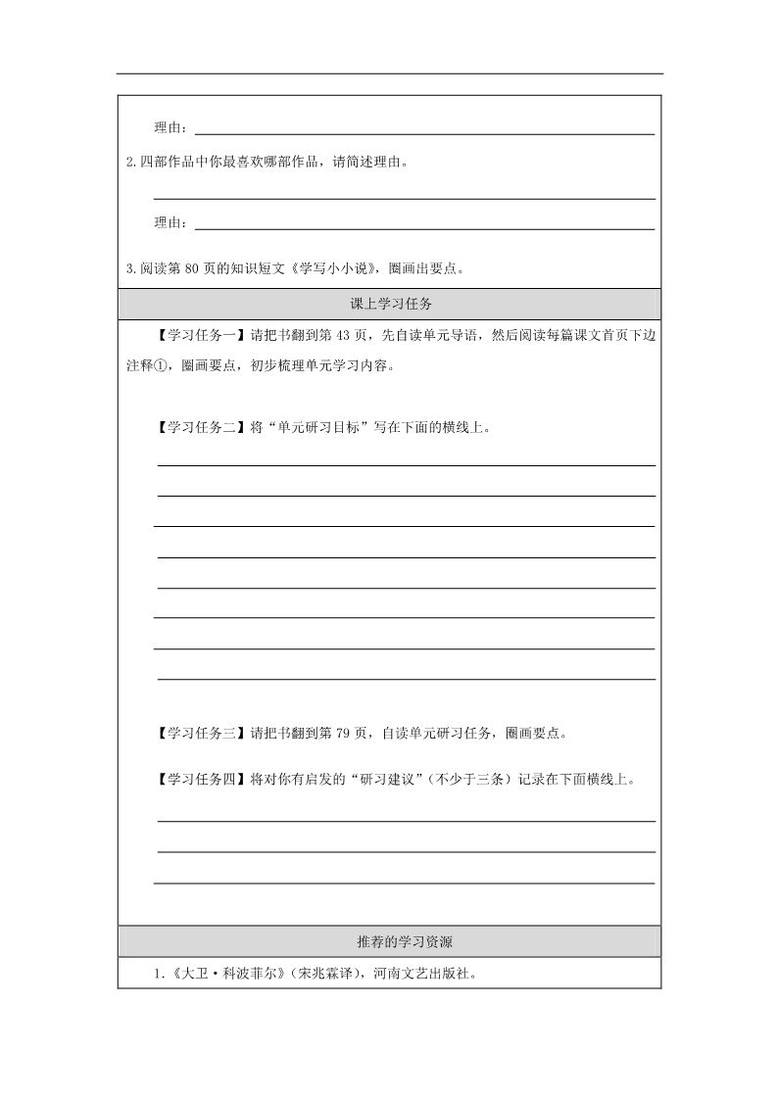 理由：
2.四部作品中你最喜欢哪部作品，请简述理由。
理由：
3.阅读第 80 页的知识短文《学写小小说》，圈画出要点。
课上学习任务
【学习任务一】请把书翻到第 43 页，先自读单元导语，然后阅读每篇课文首页下边
注释①，圈画要点，初步梳理单元学习内容。
【学习任务二】将“单元研习目标”写在下面的横线上。
【学习任务三】请把书翻到第 79 页，自读单元研习任务，圈画要点。
【学习任务四】将对你有启发的“研习建议”（不少于三条）记录在下面横线上。
推荐的学习资源
1.《大卫·科波菲尔》（宋兆霖译），河南文艺出版社。